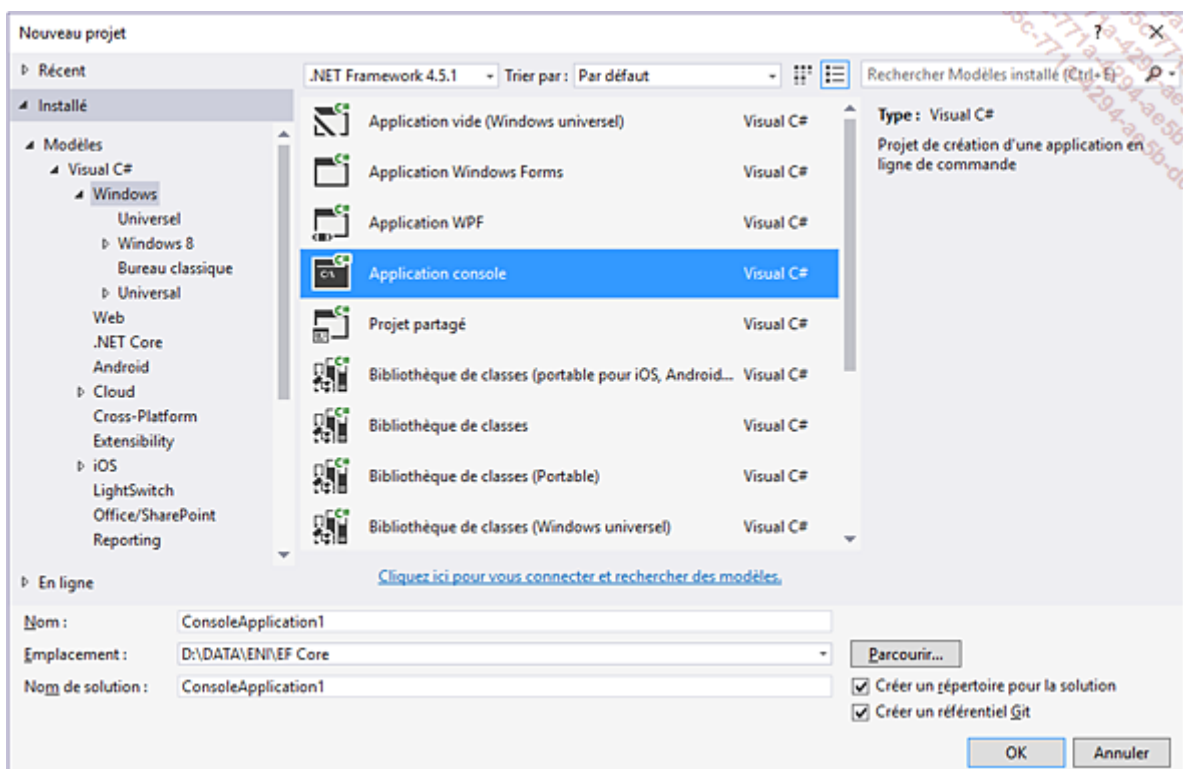 Nouveau projet
?
Récent
.NET Framework 4.5.1
Trier par : Par défaut
Rechercher Modèles installé (Ctrl+E)
Installé
Modèles
Visual C#
Windows
Universel
Windows 8
Bureau classique
Universal
Web
.NET Core
Android
Cloud
Cross-Platform
Extensibility
iOS
LightSwitch
Office/SharePoint
Reporting
En ligne
Application vide (Windows universel) Visual C#
Application Windows Forms Visual C#
Application WPF Visual C#
Application console Visual C#
Projet partagé Visual C#
Bibliothèque de classes (portable pour iOS, Android... Visual C#
Bibliothèque de classes Visual C#
Bibliothèque de classes (Portable) Visual C#
Bibliothèque de classes (Windows universel) Visual C#
Cliquez ici pour vous connecter et rechercher des modèles.
Type : Visual C#
Projet de création d'une application en
ligne de commande
Nom : ConsoleApplication1
Emplacement : D:\DATA\ENI\EF Core
Parcourir...
Nom de solution : ConsoleApplication1
Créer un répertoire pour la solution
Créer un référentiel Git
OK
Annuler